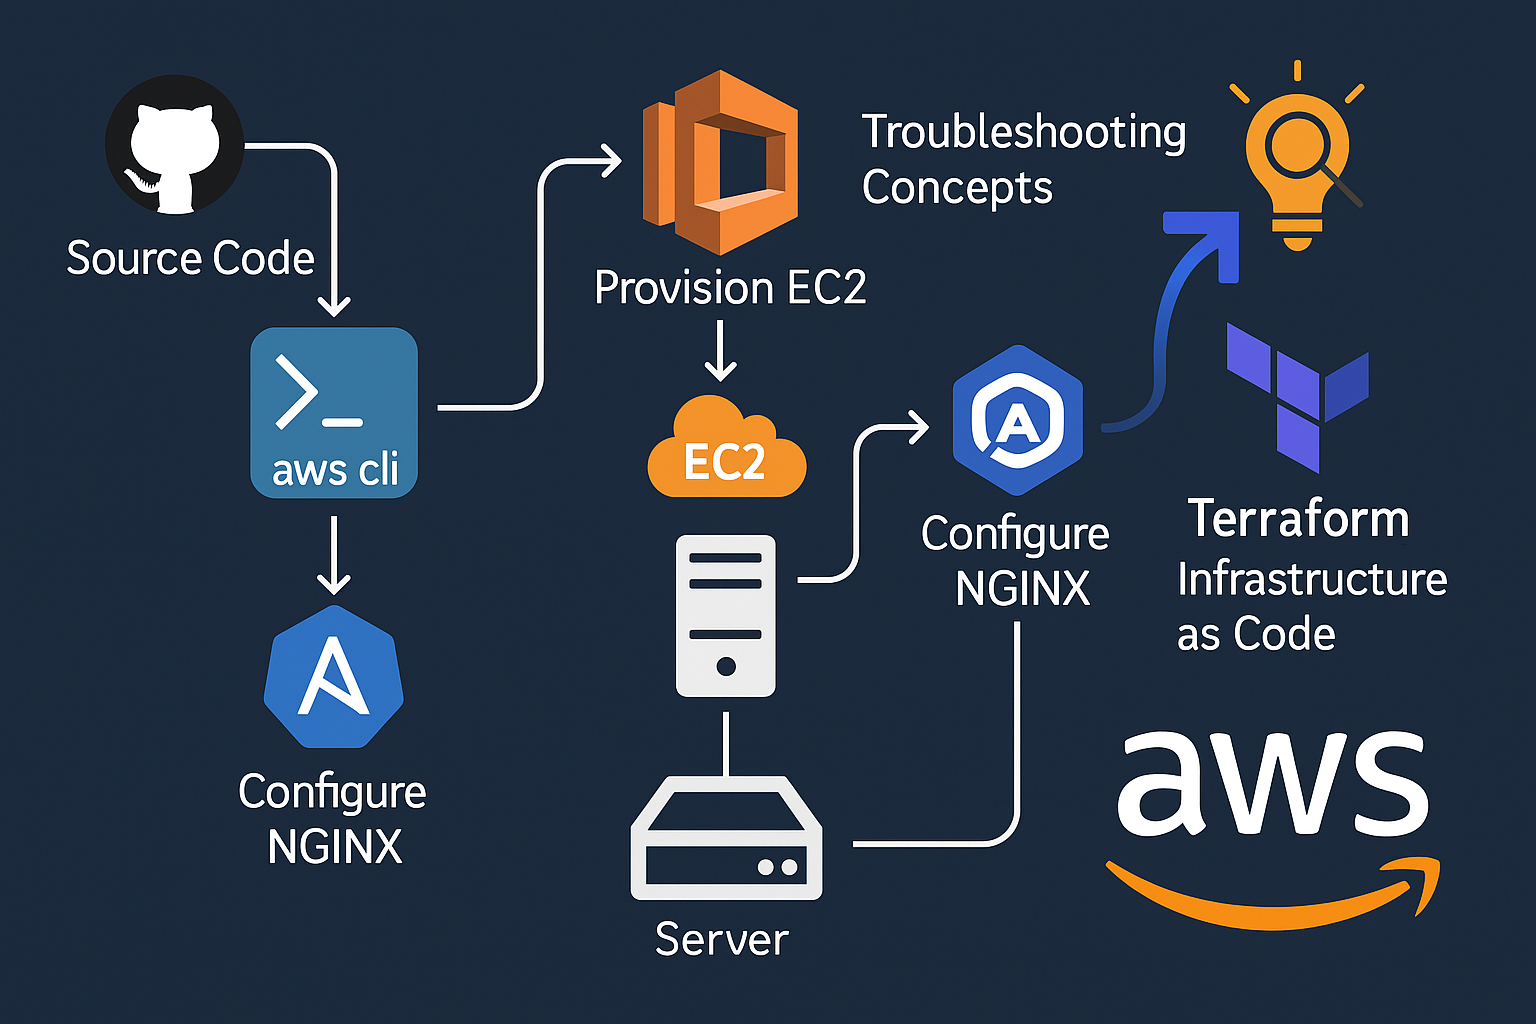 Source Code
aws cli
Configure
NGINX
Provision EC2
EC2
Server
Troubleshooting
Concepts
A
Configure
NGINX
Terraform
Infrastructure
as Code
aws